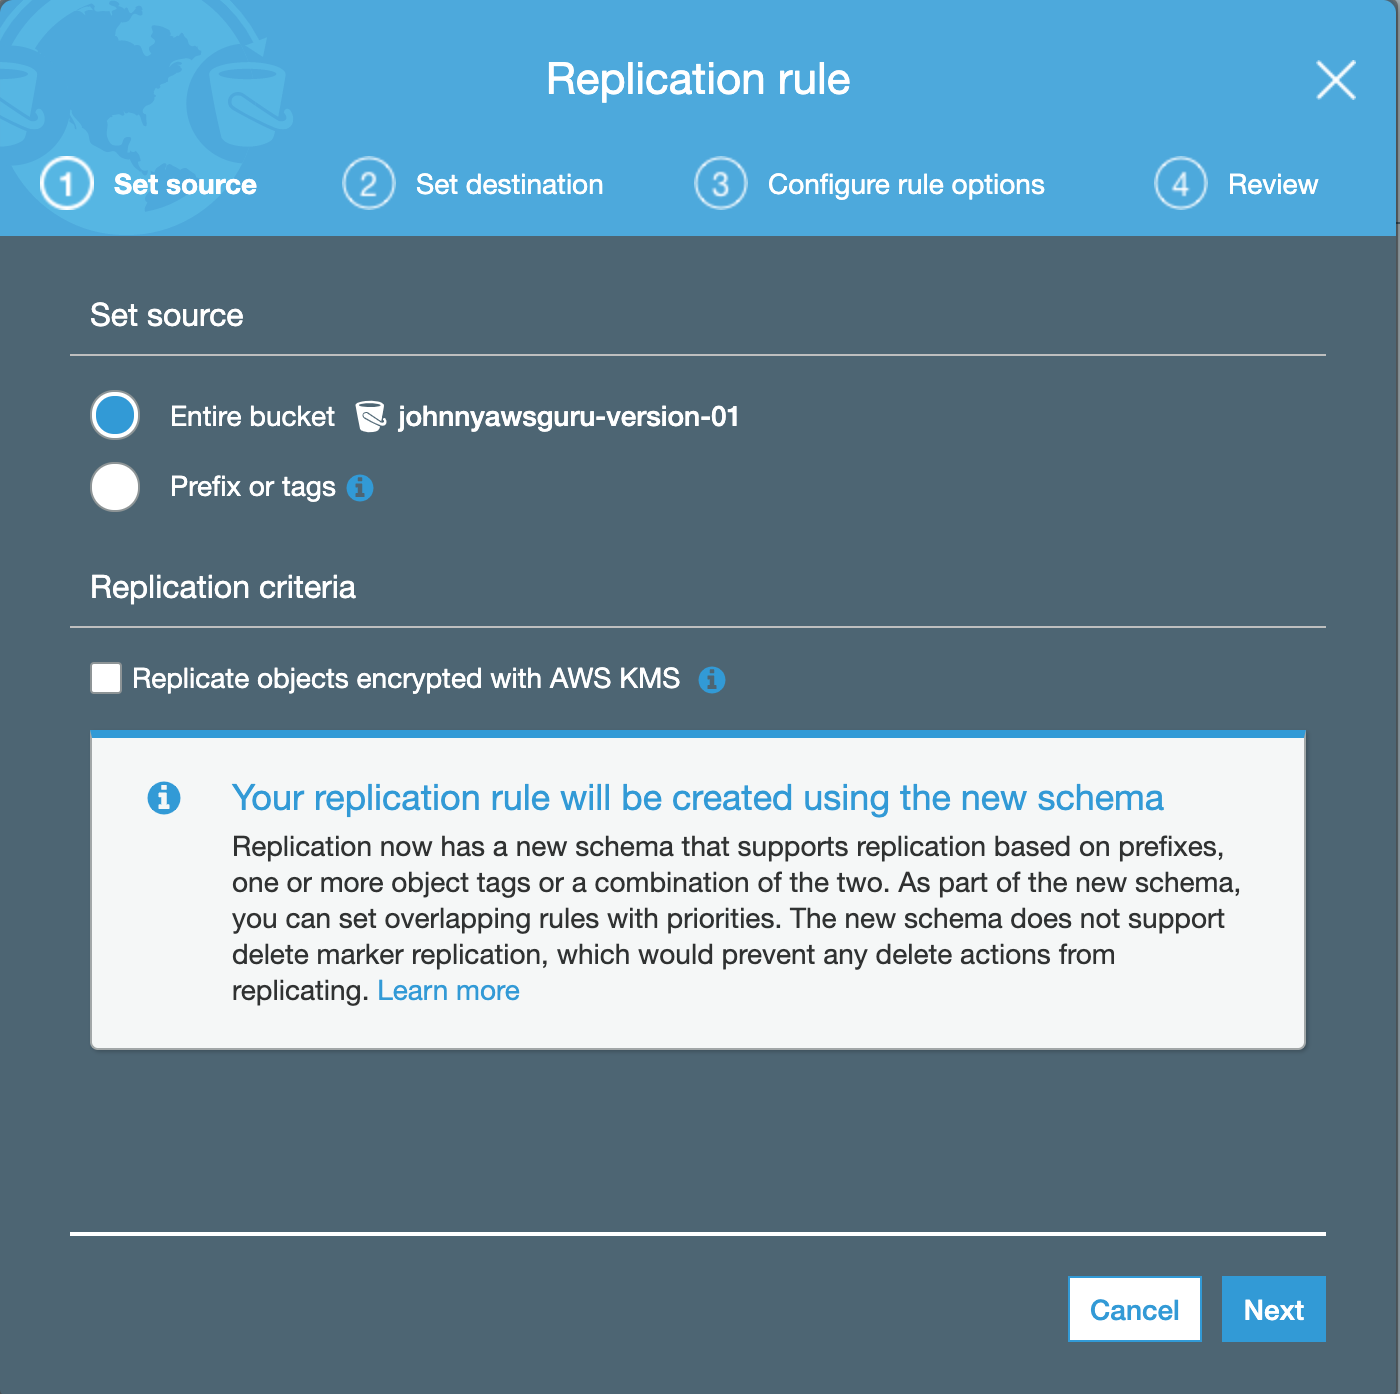 Replication rule
1 Set source 2 Set destination 3 Configure rule options 4 Review
Set source
Entire bucket johnnyawsguru-version-01
Prefix or tags
Replication criteria
Replicate objects encrypted with AWS KMS
Your replication rule will be created using the new schema
Replication now has a new schema that supports replication based on prefixes,
one or more object tags or a combination of the two. As part of the new schema,
you can set overlapping rules with priorities. The new schema does not support
delete marker replication, which would prevent any delete actions from
replicating. Learn more
Cancel Next